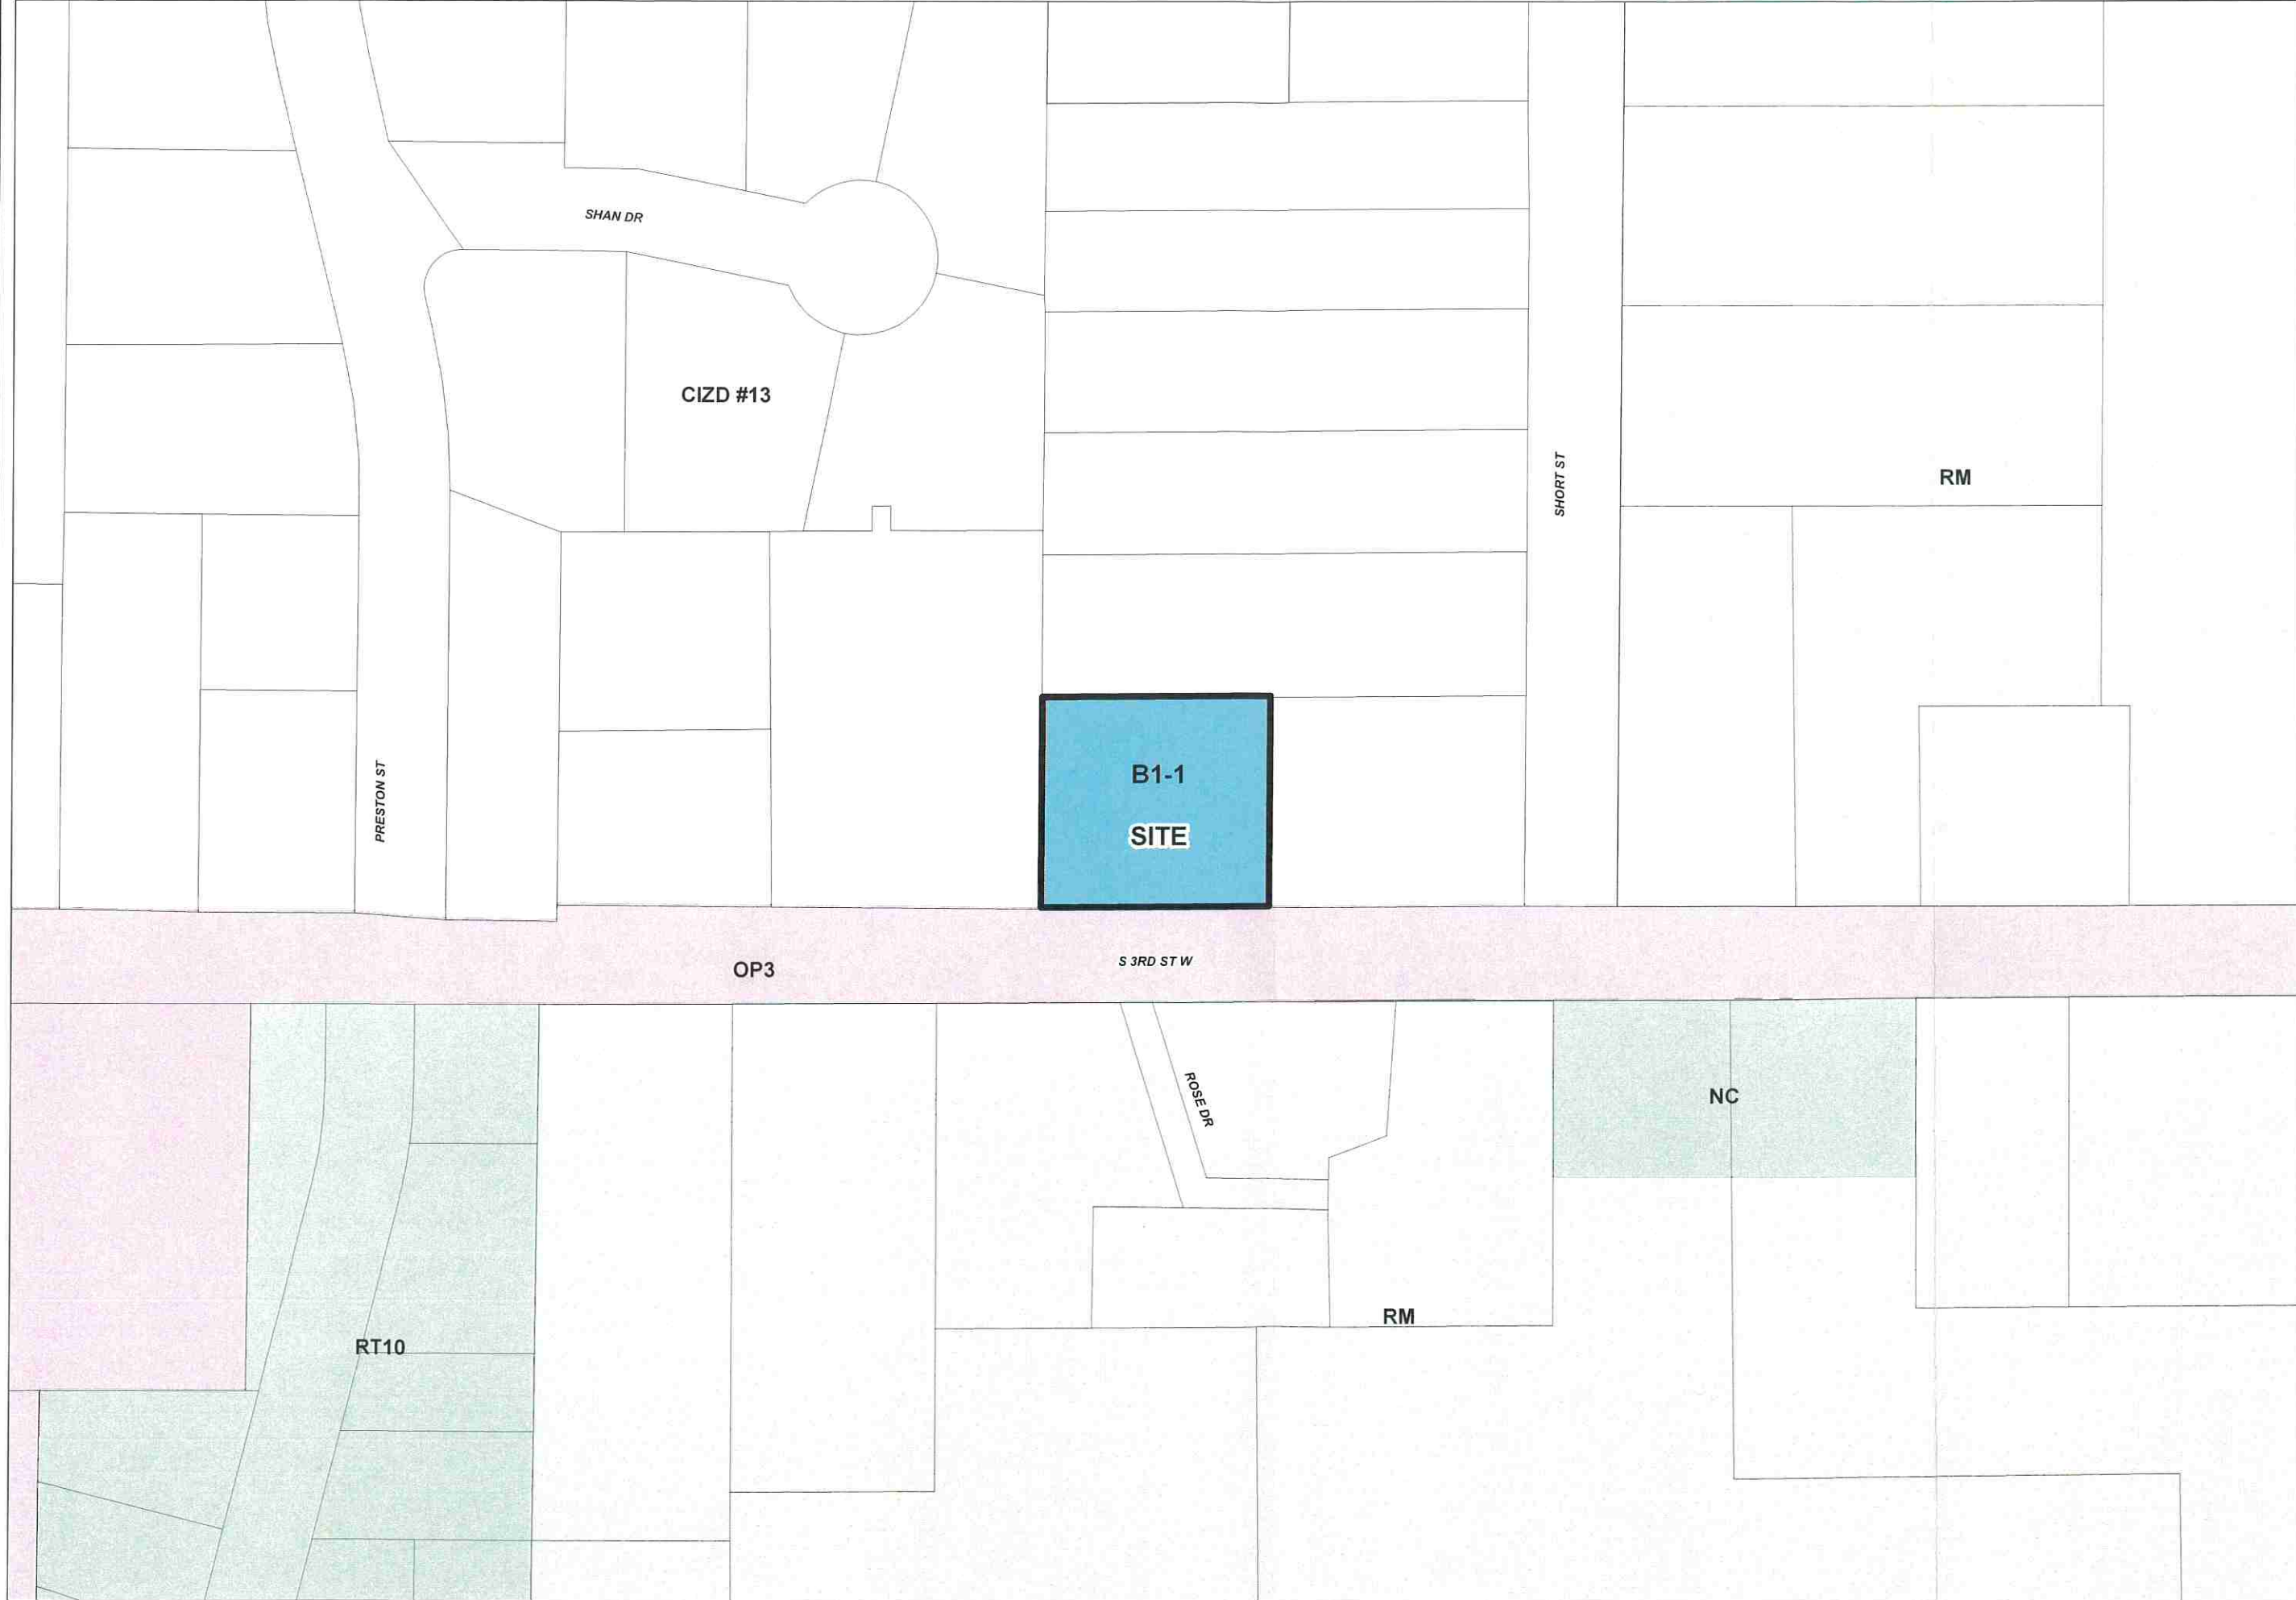 SHAN DR
CIZD #13
SHORT ST
RM
PRESTON ST
B1-1
SITE
OP3
S 3RD ST W
ROSE DR
NC
RM
RT10